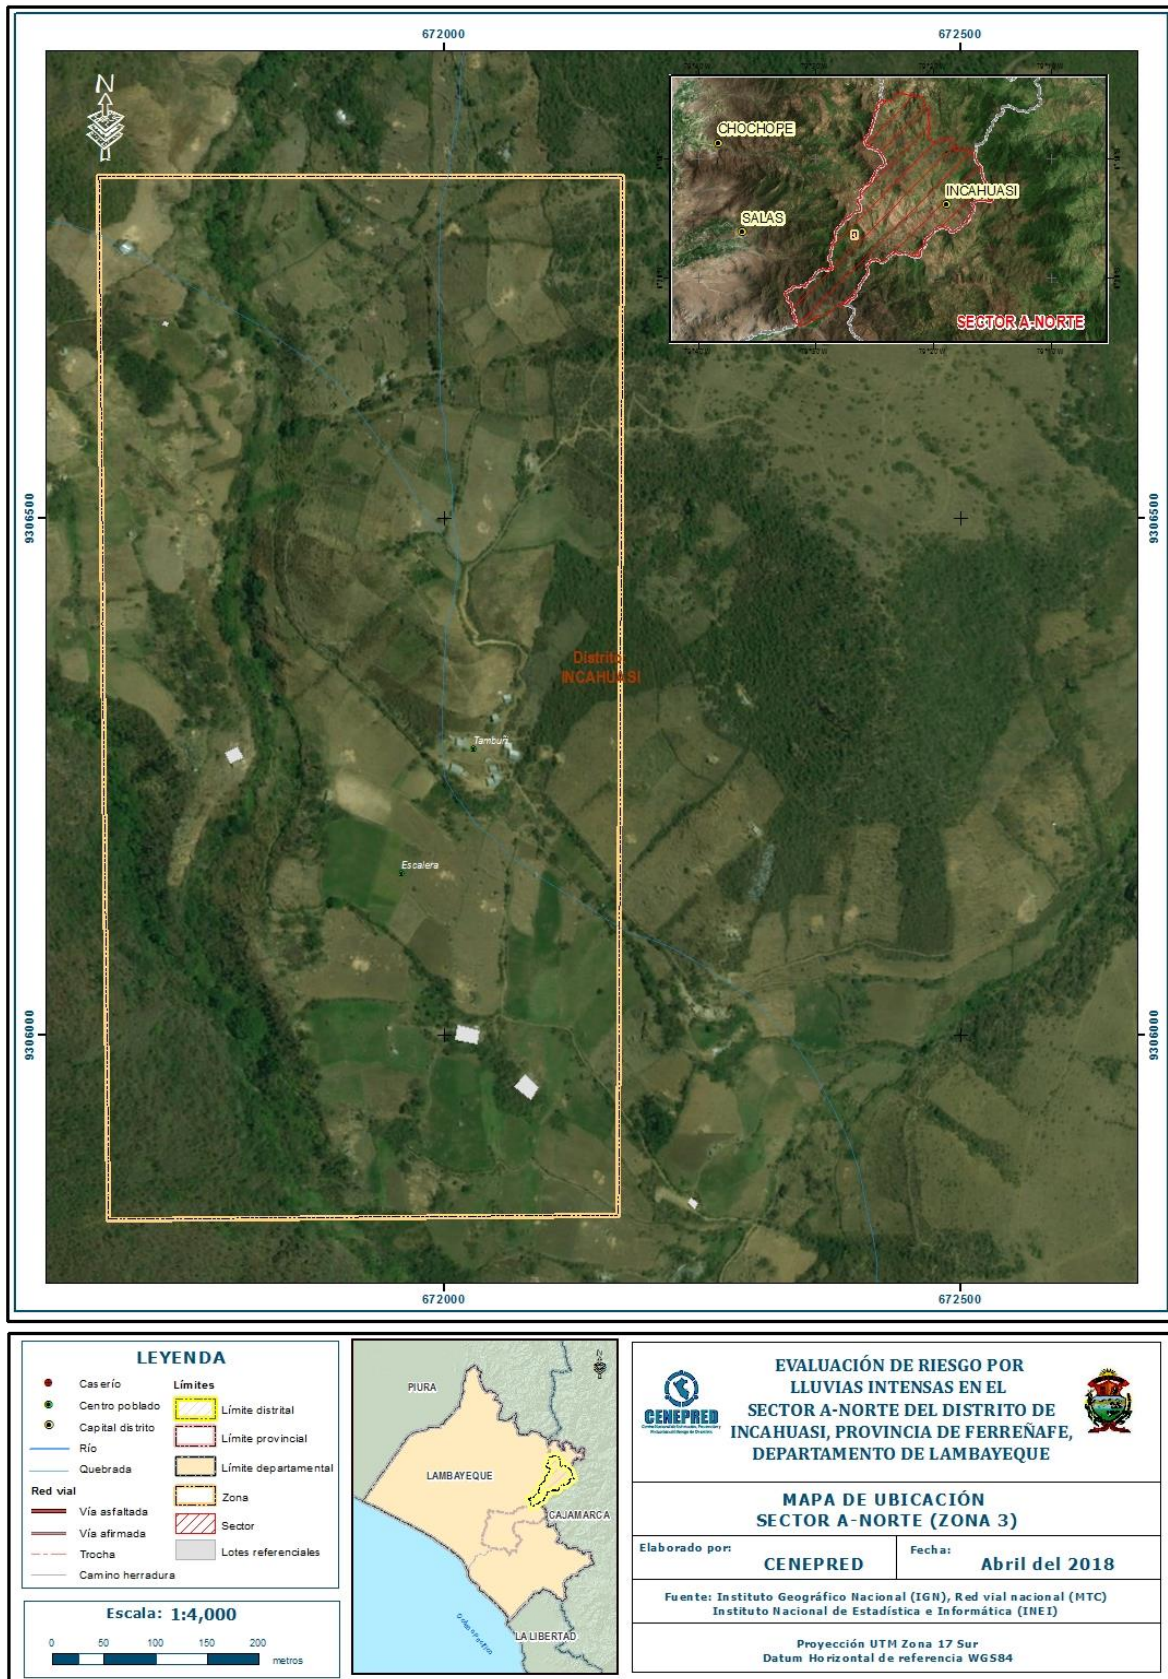 672000
672500
N
CHOCHOPE
SALAS
INCAHUASI
3
SECTOR A-NORTE
9306500
9306500
Distrito:
INCAHUASI
Tambuñ
Escalera
9306000
9306000
672000
672500
LEYENDA
Caserío
Centro poblado
Capital distrito
Río
Quebrada
Red vial
Vía asfaltada
Vía afirmada
Trocha
Camino herradura
Límites
Límite distrital
Límite provincial
Límite departamental
Zona
Sector
Lotes referenciales
Escala: 1:4,000
0 50 100 150 200
metros
PIURA
LAMBAYEQUE
CAJAMARCA
LA LIBERTAD
N
CENEPRED
EVALUACIÓN DE RIESGO POR
LLUVIAS INTENSAS EN EL
SECTOR A-NORTE DEL DISTRITO DE
INCAHUASI, PROVINCIA DE FERREÑAFE,
DEPARTAMENTO DE LAMBAYEQUE
MAPA DE UBICACIÓN
SECTOR A-NORTE (ZONA 3)
Elaborado por:
CENEPRED
Fecha:
Abril del 2018
Fuente: Instituto Geográfico Nacional (IGN), Red vial nacional (MTC)
Instituto Nacional de Estadística e Informática (INEI)
Proyección UTM Zona 17 Sur
Datum Horizontal de referencia WGS84